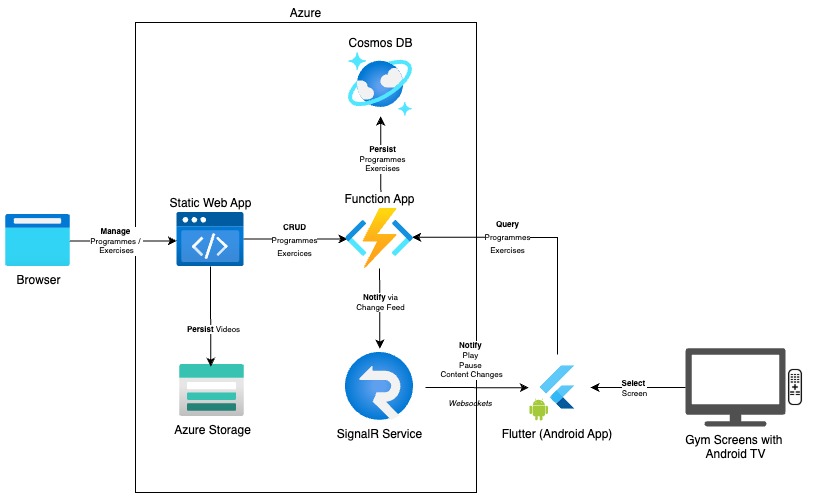 Azure
Cosmos DB
Persist
Programmes
Exercises
Static Web App
Function App
Manage
Programmes /
Exercises
CRUD
Programmes
Exercices
Query
Programmes
Exercises
Browser
Notify via
Change Feed
Persist Videos
Notify
Play
Pause
Content Changes
Select
Screen
Websockets
Azure Storage
SignalR Service
Flutter (Android App)
Gym Screens with
Android TV